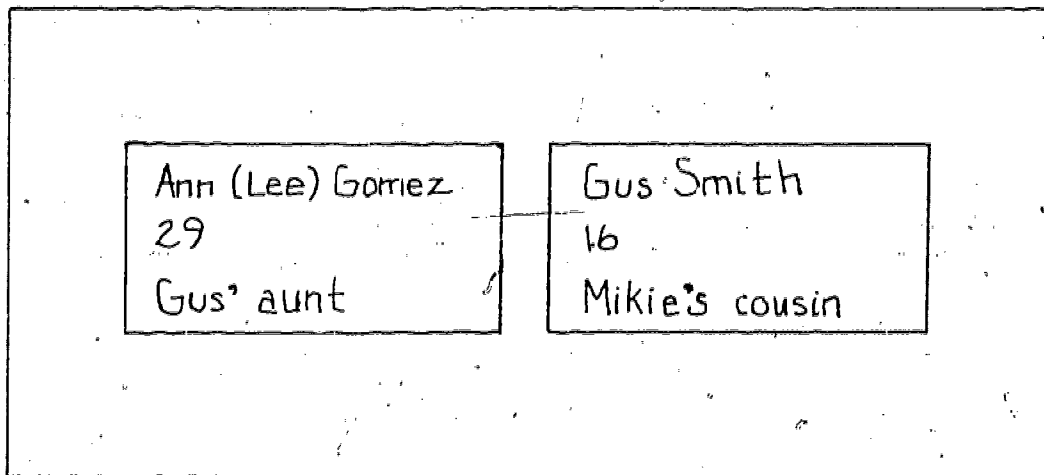 Ann (Lee) Gomez
29
Gus' aunt
Gus Smith
16
Mikie's cousin